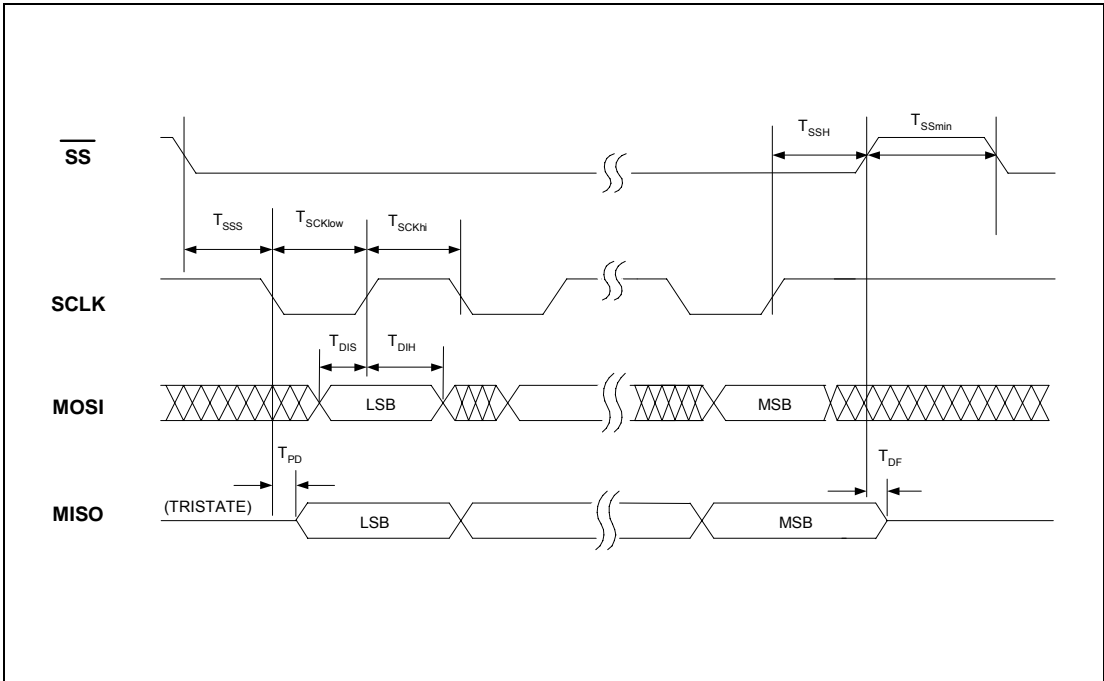 T_SSH
T_SSmin
SS
T_SSS
T_SCKlow
T_SCKhi
SCLK
T_DIS
T_DIH
MOSI
LSB
MSB
T_PD
T_DF
MISO
(TRISTATE)
LSB
MSB